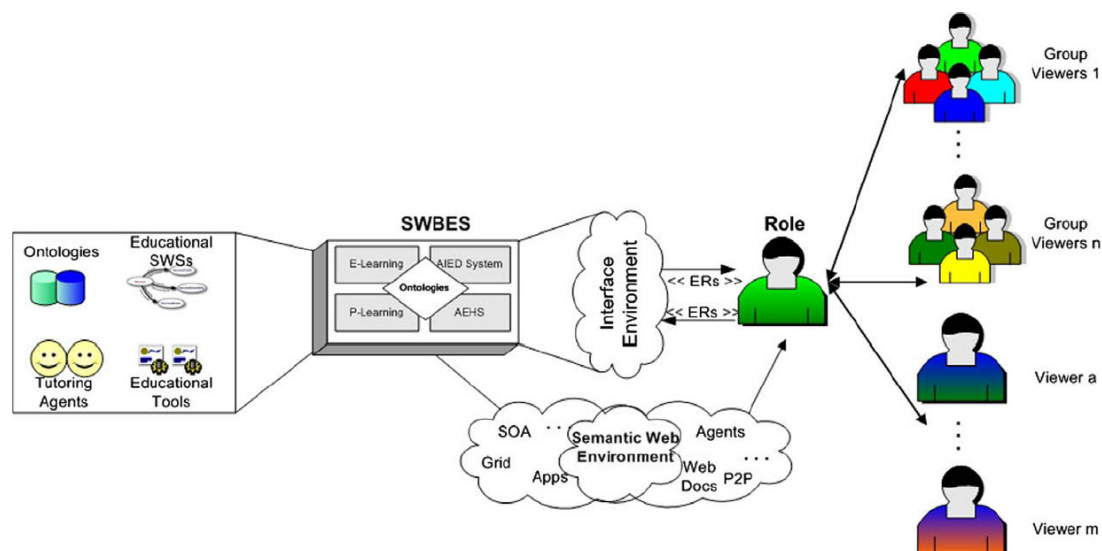 Group
Viewers 1
Group
Viewers n
Viewer a
Viewer m
Role
SWBES
Ontologies
Educational
SWSs
Tutoring
Agents
Educational
Tools
E-Learning
AIED System
Ontologies
P-Learning
AEHS
Interface
Environment
<< ERs >>
<< ERs >>
SOA
. . .
Semantic Web
Environment
Agents
Grid
Apps
Web
Docs
P2P
. . .